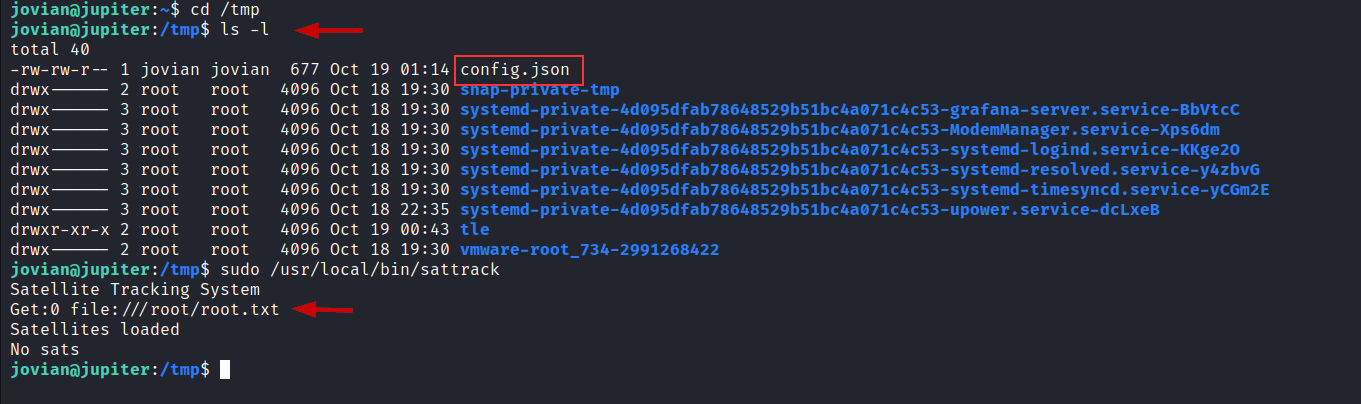 jovian@jupiter:~$ cd /tmp
jovian@jupiter:/tmp$ ls -l
total 40
-rw-rw-r-- 1 jovian jovian  677 Oct 19 01:14 config.json
drwx------ 2 root   root   4096 Oct 18 19:30 snap-private-tmp
drwx------ 3 root   root   4096 Oct 18 19:30 systemd-private-4d095dfab78648529b51bc4a071c4c53-grafana-server.service-BbVtcC
drwx------ 3 root   root   4096 Oct 18 19:30 systemd-private-4d095dfab78648529b51bc4a071c4c53-ModemManager.service-Xps6dm
drwx------ 3 root   root   4096 Oct 18 19:30 systemd-private-4d095dfab78648529b51bc4a071c4c53-systemd-logind.service-KKge2O
drwx------ 3 root   root   4096 Oct 18 19:30 systemd-private-4d095dfab78648529b51bc4a071c4c53-systemd-resolved.service-y4zbvG
drwx------ 3 root   root   4096 Oct 18 19:30 systemd-private-4d095dfab78648529b51bc4a071c4c53-systemd-timesyncd.service-yCGm2E
drwx------ 3 root   root   4096 Oct 18 22:35 systemd-private-4d095dfab78648529b51bc4a071c4c53-upower.service-dcLxeB
drwxr-xr-x 2 root   root   4096 Oct 19 00:43 tle
drwx------ 2 root   root   4096 Oct 18 19:30 vmware-root_734-2991268422
jovian@jupiter:/tmp$ sudo /usr/local/bin/sattrack
Satellite Tracking System
Get:0 file:///root/root.txt
Satellites loaded
No sats
jovian@jupiter:/tmp$